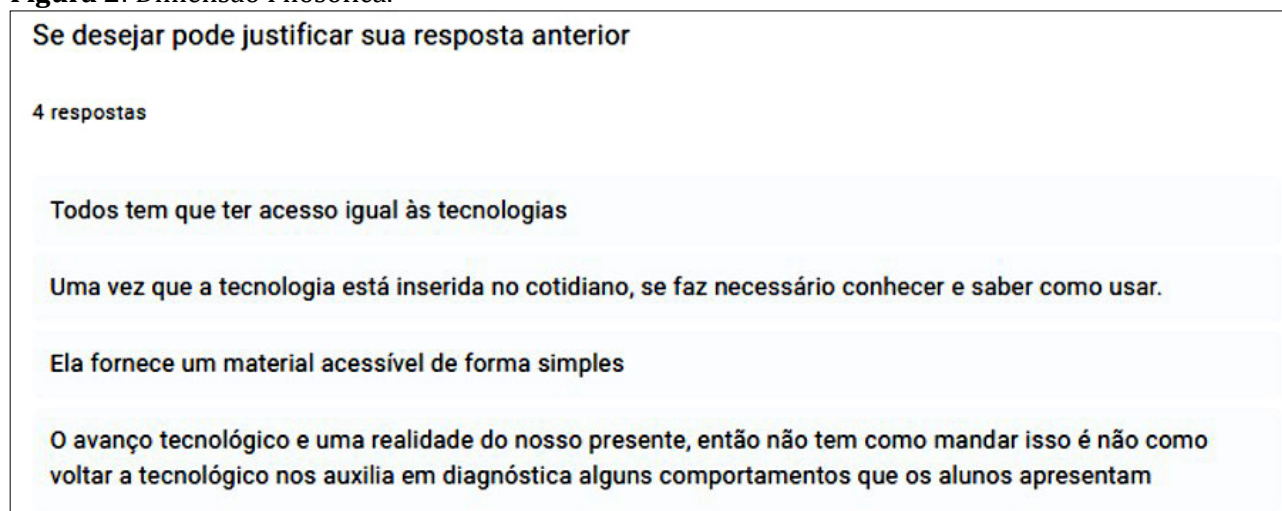 Figura 2: Dimensão Filosófica.
Se desejar pode justificar sua resposta anterior
4 respostas
Todos tem que ter acesso igual às tecnologias
Uma vez que a tecnologia está inserida no cotidiano, se faz necessário conhecer e saber como usar.
Ela fornece um material acessível de forma simples
O avanço tecnológico e uma realidade do nosso presente, então não tem como mandar isso é não como
voltar a tecnológico nos auxilia em diagnóstica alguns comportamentos que os alunos apresentam